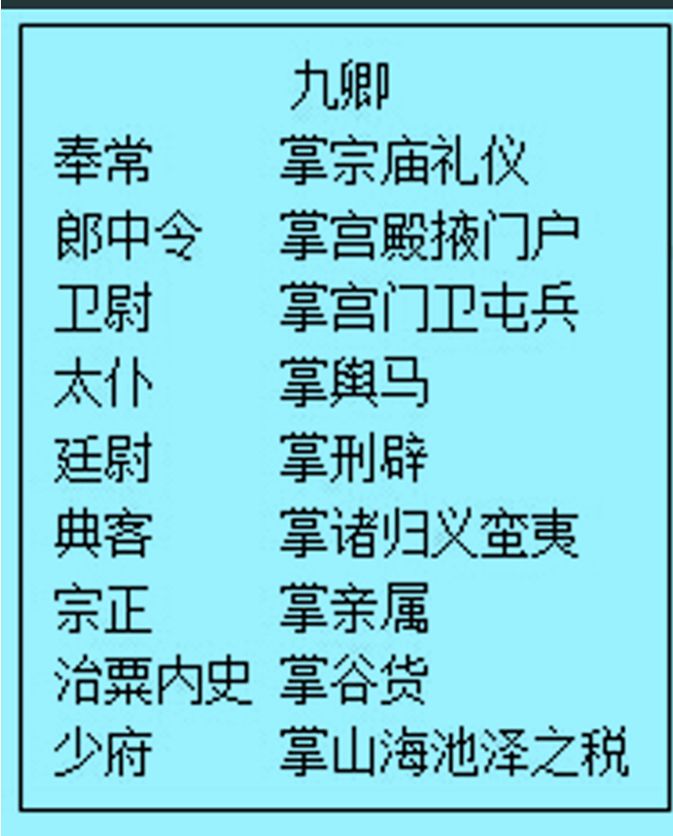 九卿
奉常 掌宗庙礼仪
郎中令 掌宫殿掖门户
卫尉 掌宫门卫屯兵
太仆 掌舆马
廷尉 掌刑辟
典客 掌诸归义蛮夷
宗正 掌亲属
治粟内史 掌谷货
少府 掌山海池泽之税